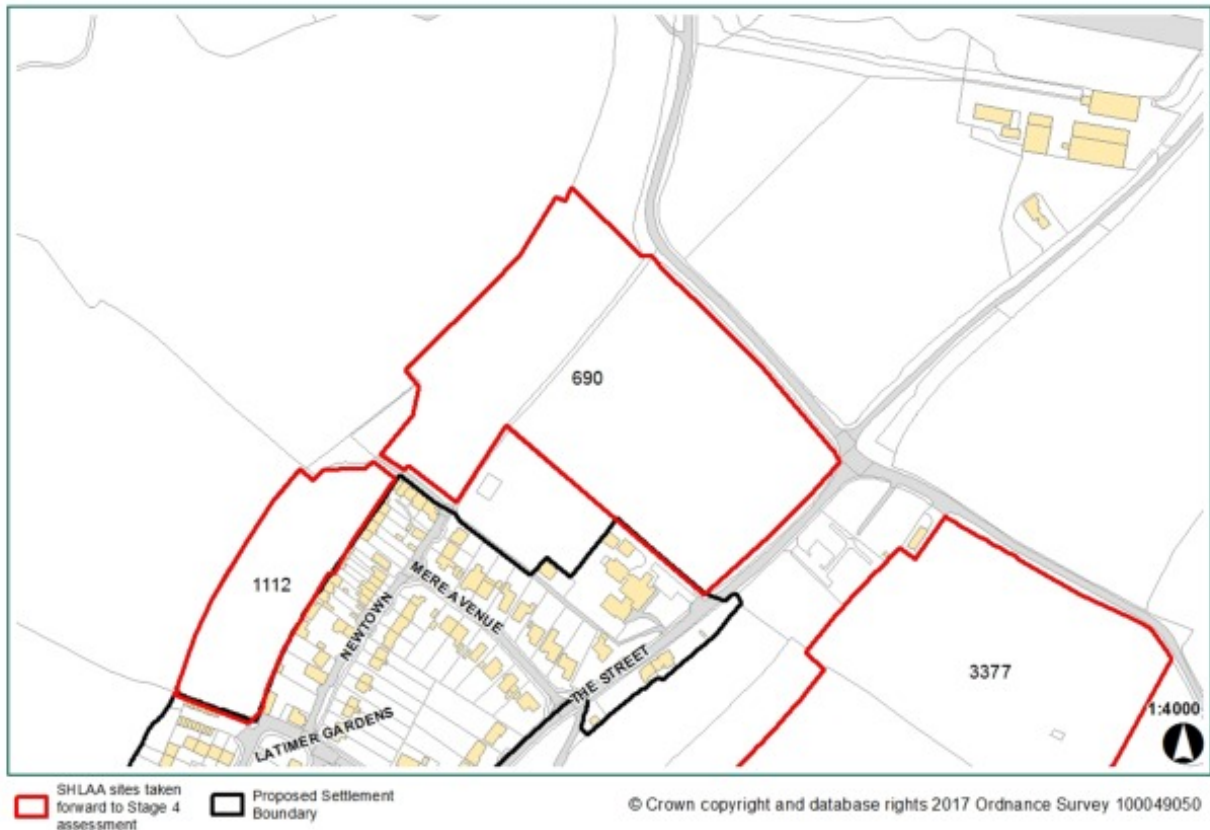 690
1112
3377
NEWTOWN
MERE AVENUE
THE STREET
LATIMER GARDENS
1:4000
SHLAA sites taken
forward to Stage 4
assessment
Proposed Settlement
Boundary
© Crown copyright and database rights 2017 Ordnance Survey 100049050